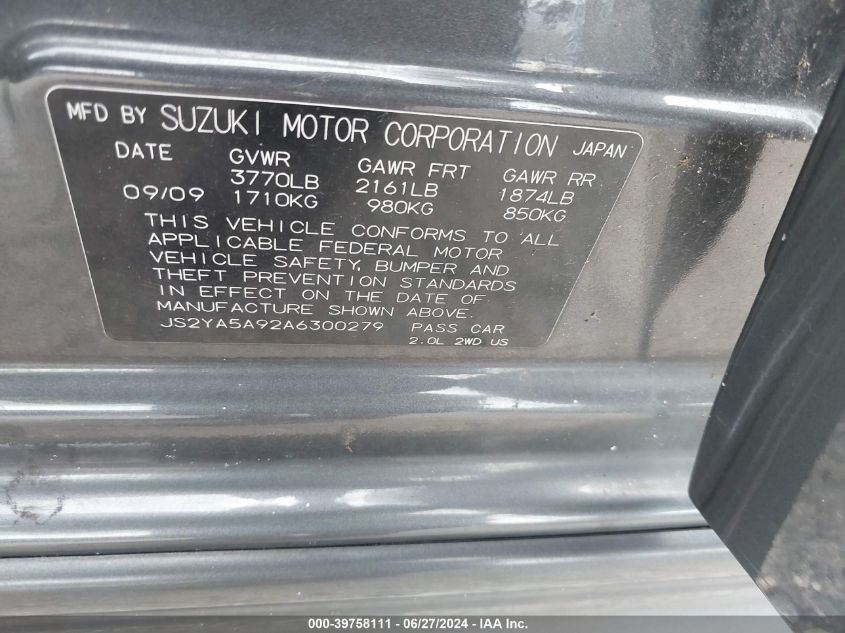 MFD BY SUZUKI MOTOR CORPORATION JAPAN
DATE GVWR GAWR FRT GAWR RR
09/09 3770LB 2161LB 1874LB
1710KG 980KG 850KG
THIS VEHICLE CONFORMS TO ALL
APPLICABLE FEDERAL MOTOR
VEHICLE SAFETY, BUMPER AND
THEFT PREVENTION STANDARDS
IN EFFECT ON THE DATE OF
MANUFACTURE SHOWN ABOVE.
JS2YA5A92A6300279 PASS CAR
2.0L 2WD US
000-39758111 - 06/27/2024 - IAA Inc.